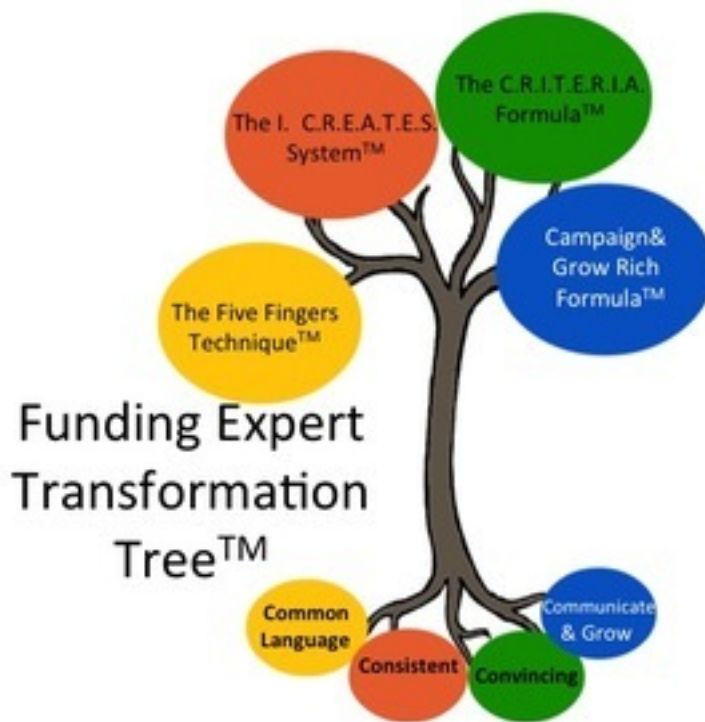 The I. C.R.E.A.T.E.S.
System™
The C.R.I.T.E.R.I.A.
Formula™
Campaign&
Grow Rich
Formula™
The Five Fingers
Technique™
Funding Expert
Transformation
Tree™
Common
Language
Consistent
Convincing
Communicate
& Grow